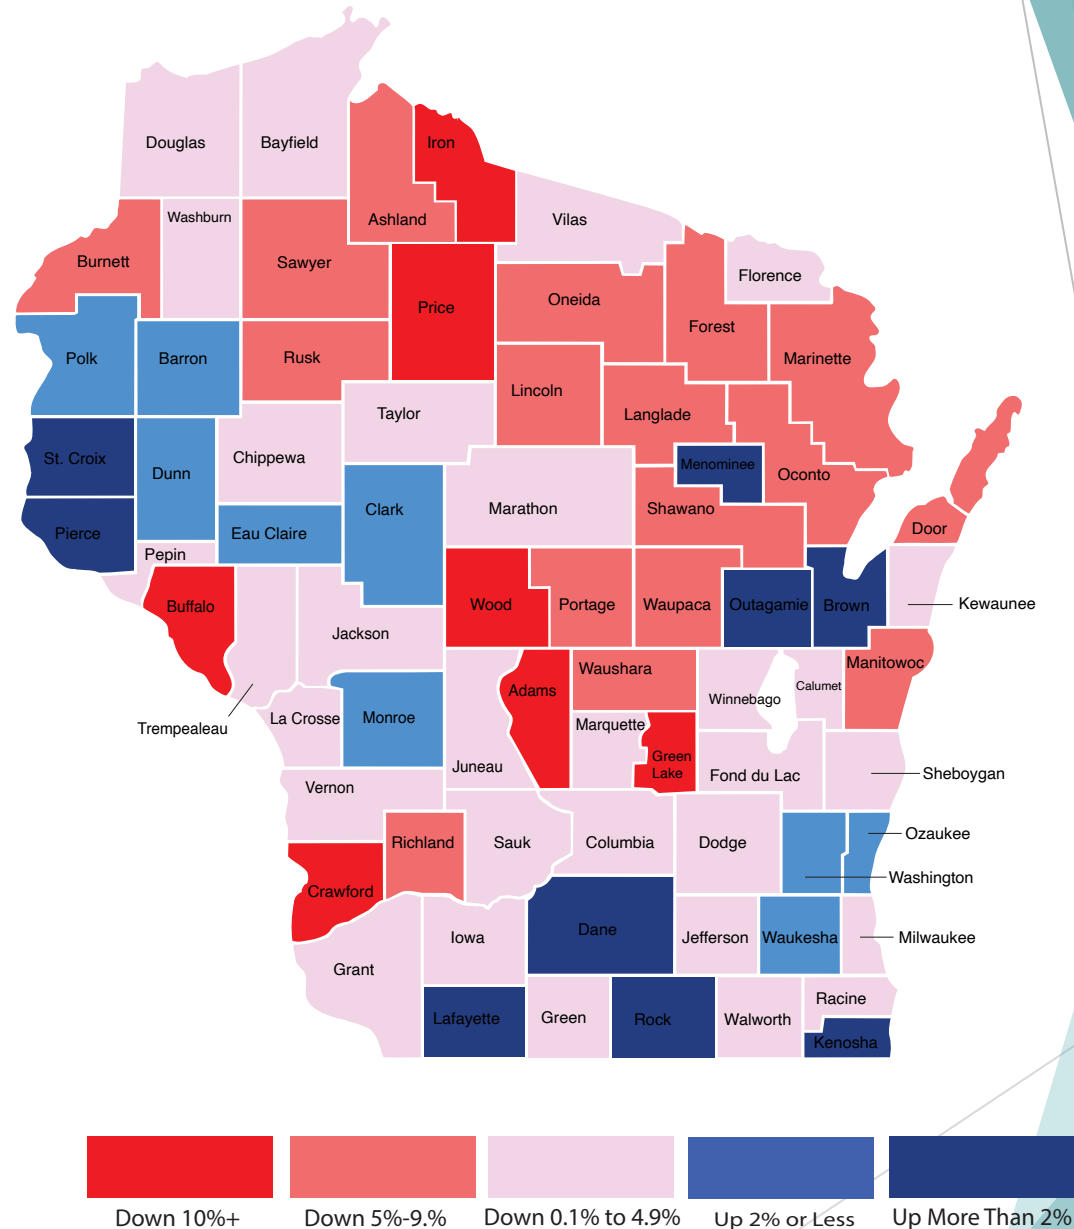 Douglas
Bayfield
Iron
Ashland
Washburn
Vilas
Burnett
Sawyer
Florence
Price
Oneida
Forest
Polk
Barron
Rusk
Marinette
Lincoln
Taylor
Langlade
St. Croix
Dunn
Chippewa
Menominee
Oconto
Clark
Marathon
Shawano
Pierce
Eau Claire
Door
Pepin
Buffalo
Wood
Portage
Waupaca
Outagamie
Brown
Kewaunee
Jackson
Waushara
Manitowoc
Adams
Calumet
Winnebago
Trempealeau
La Crosse
Monroe
Marquette
Juneau
Green
Lake
Fond du Lac
Sheboygan
Vernon
Ozaukee
Richland
Sauk
Columbia
Dodge
Washington
Crawford
Dane
Iowa
Jefferson
Waukesha
Milwaukee
Grant
Racine
Lafayette
Green
Rock
Walworth
Kenosha
Down 10%+
Down 5%-9.%
Down 0.1% to 4.9%
Up 2% or Less
Up More Than 2%